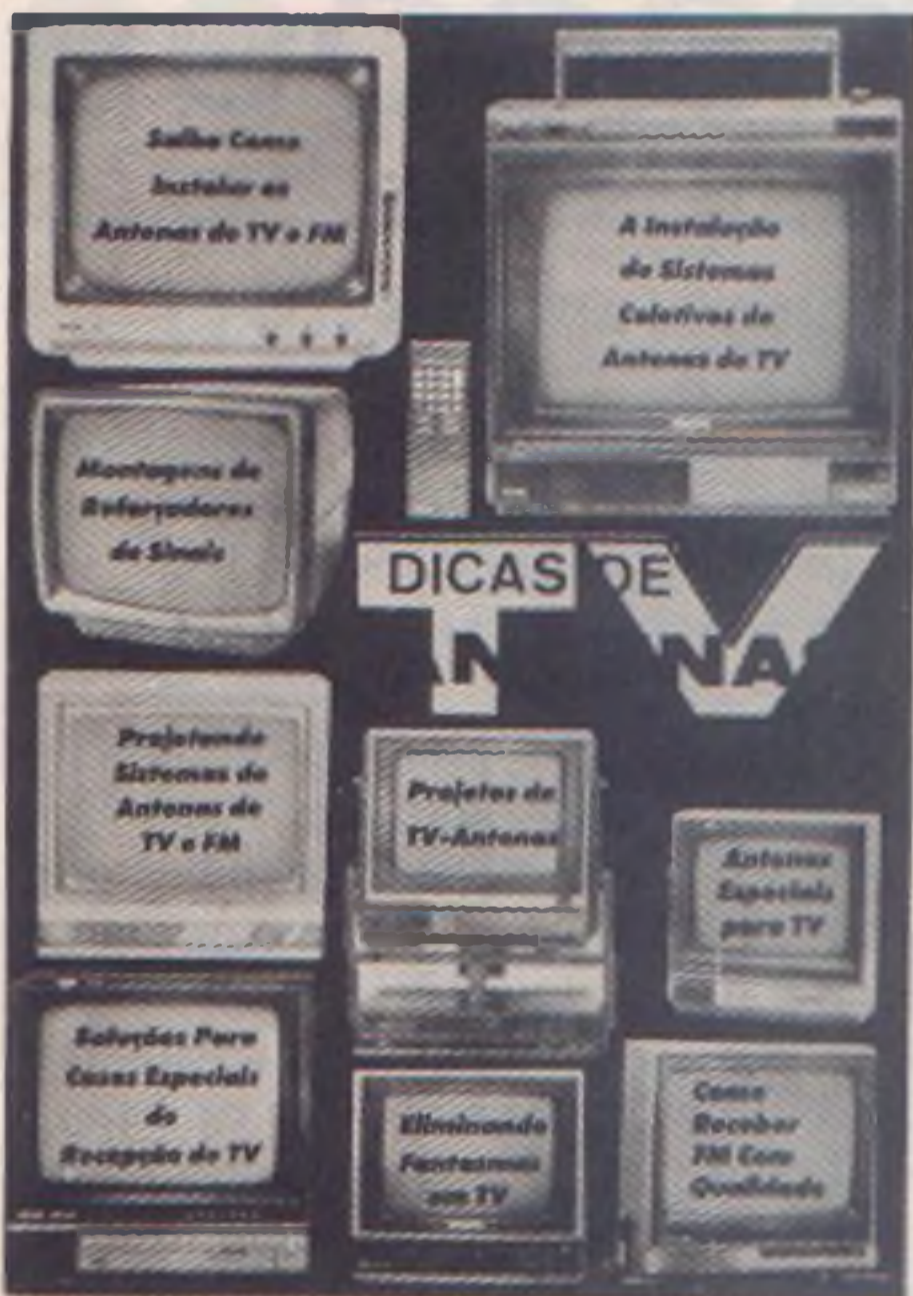 Saiba Como
Instalar as
Antenas de TV e FM
A Instalação
de Sistemas
Coletivos de
Antenas de TV
Montagens de
Reforçadores
de Sinais
DICAS DE
TV
Projetando
Sistemas de
Antenas de
TV e FM
Projetos de
TV-Antenas
Antenas
Especiais
para TV
Soluções Para
Casos Especiais
de
Recepção de TV
Eliminando
Fantasmas
em TV
Como
Receber
FM Com
Qualidade